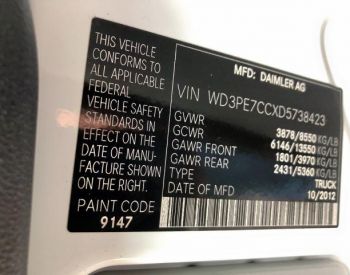 THIS VEHICLE
CONFORMS TO
ALL APPLICABLE
FEDERAL
VEHICLE SAFETY
STANDARDS IN
EFFECT ON THE
DATE OF MANU-
FACTURE SHOWN
ON THE RIGHT.
PAINT CODE
9147
MFD: DAIMLER AG
VIN WD3PE7CCXD5738423
GVWR 3878/8550 KG/LB
GCWR 6146/13550 KG/LB
GAWR FRONT 1801/3970 KG/LB
GAWR REAR 2431/5360 KG/LB
TRUCK
DATE OF MFD 10/2012